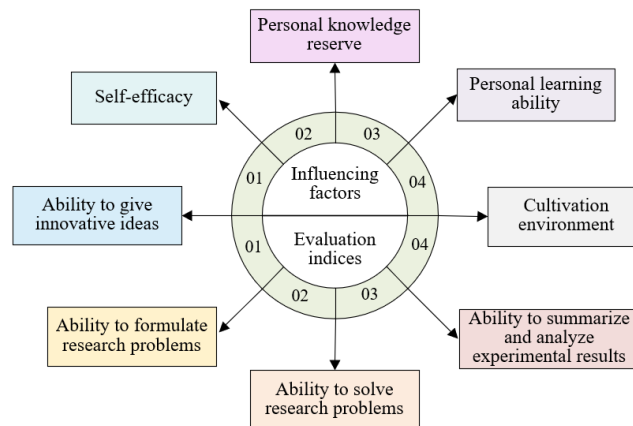 Personal knowledge
reserve
Self-efficacy
Personal learning
ability
02
03
01
04
Influencing
factors
Ability to give
innovative ideas
Cultivation
environment
Evaluation
indices
01
04
02
03
Ability to formulate
research problems
Ability to solve
research problems
Ability to summarize
and analyze
experimental results